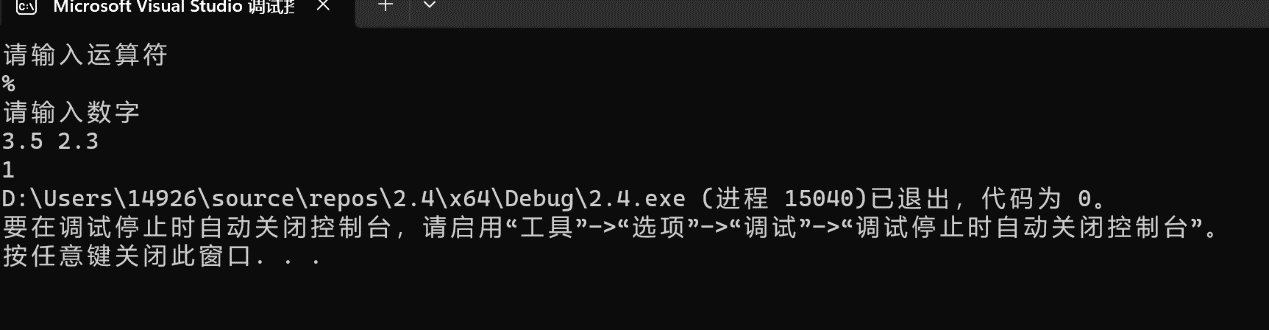 Microsoft Visual Studio 调试
请输入运算符
%
请输入数字
3.5 2.3
1
D:\Users\14926\source\repos\2.4\x64\Debug\2.4.exe (进程 15040)已退出，代码为 0。
要在调试停止时自动关闭控制台，请启用“工具”->“选项”->“调试”->“调试停止时自动关闭控制台”。
按任意键关闭此窗口. . .